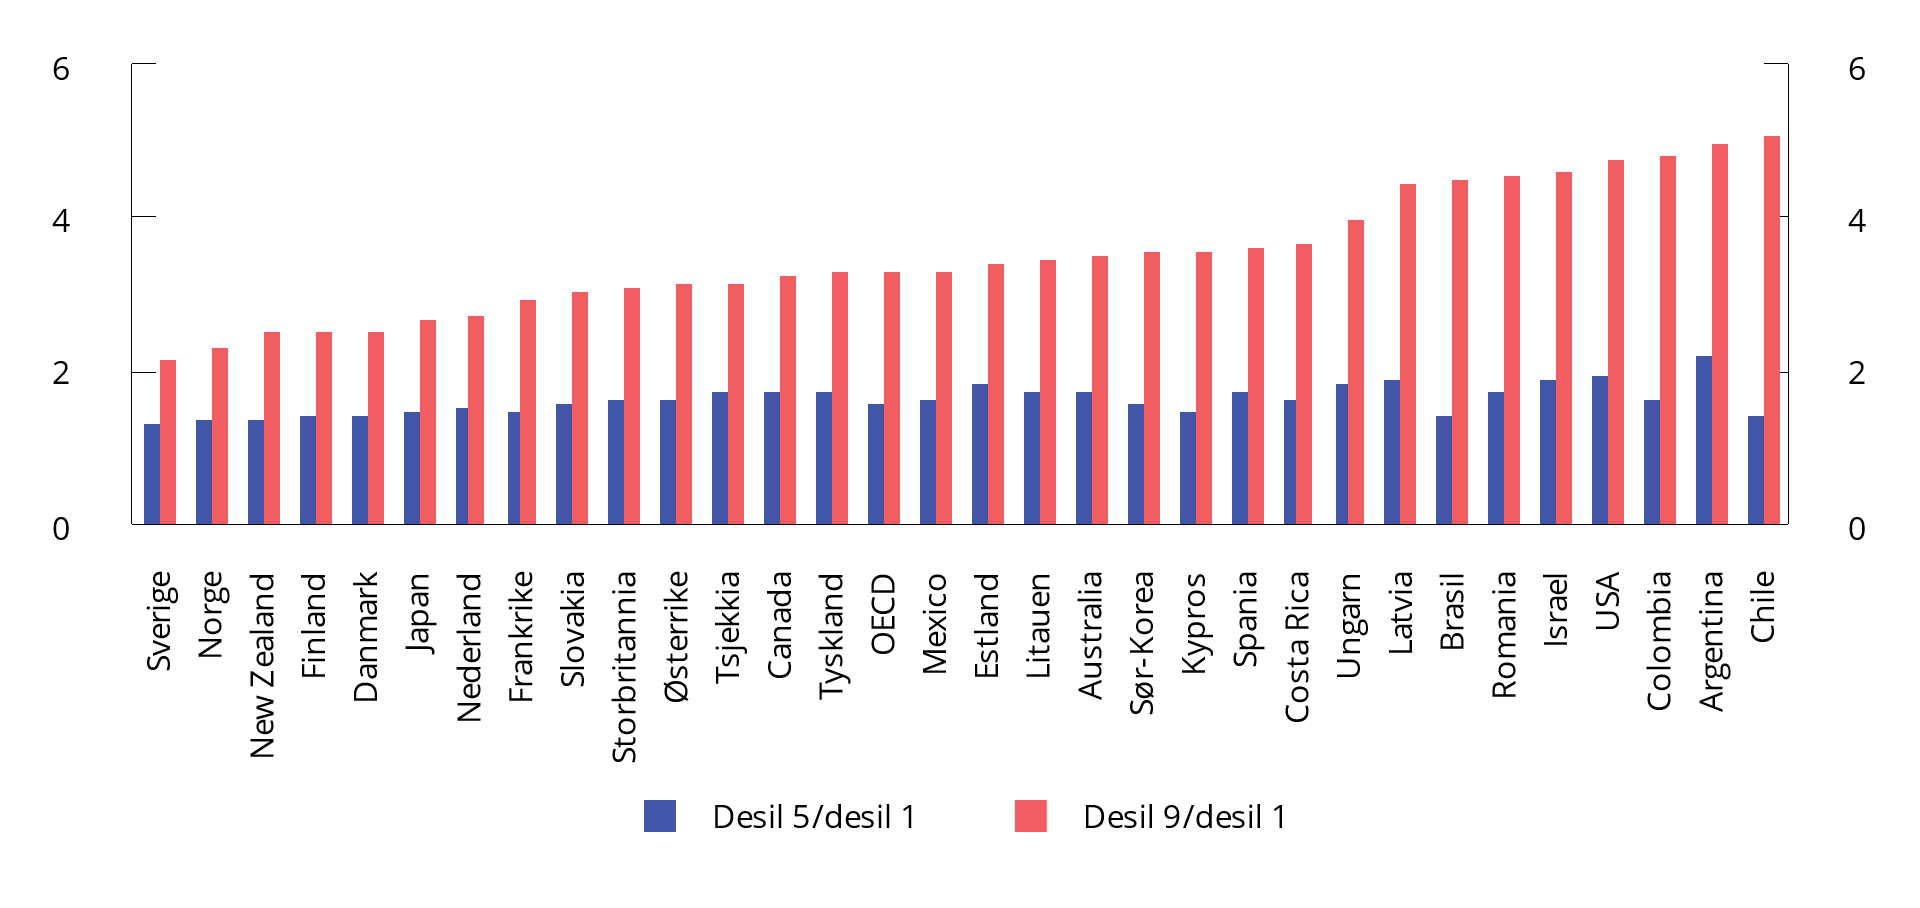 6 6
4 4
2 2
0 0
Sverige
Norge
New Zealand
Finland
Danmark
Japan
Nederland
Frankrike
Slovakia
Storbritannia
Østerrike
Tsjekkia
Canada
Tyskland
OECD
Mexico
Estland
Litauen
Australia
Sør-Korea
Kypros
Spania
Costa Rica
Ungarn
Latvia
Brasil
Romania
Israel
USA
Colombia
Argentina
Chile
Desil 5/desil 1 Desil 9/desil 1